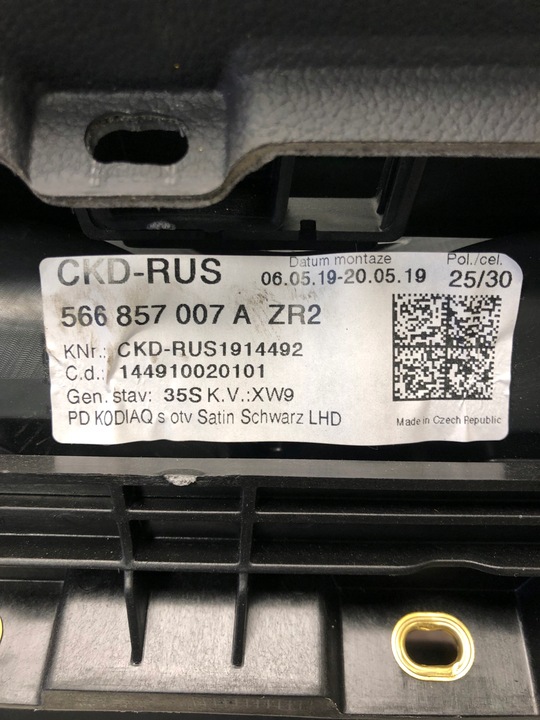 CKD-RUS Datum montaze Pol./cel.
06.05.19-20.05.19 25/30
566 857 007 A ZR2
KNr.: CKD-RUS1914492
C.d.: 144910020101
Gen. stav: 35S K.V.:XW9
PD KODIAQ s otv Satin Schwarz LHD
Made in Czech Republic